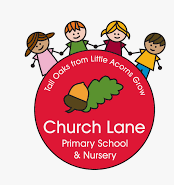 Tall Oaks from Little Acorns Grow
Church Lane
Primary School
& Nursery